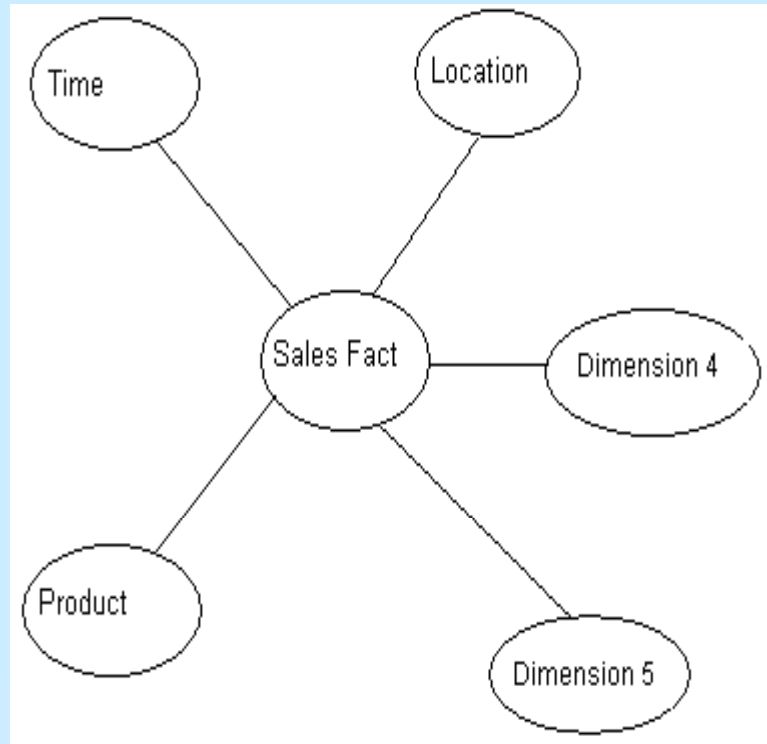 Time
Location
Sales Fact
Dimension 4
Product
Dimension 5